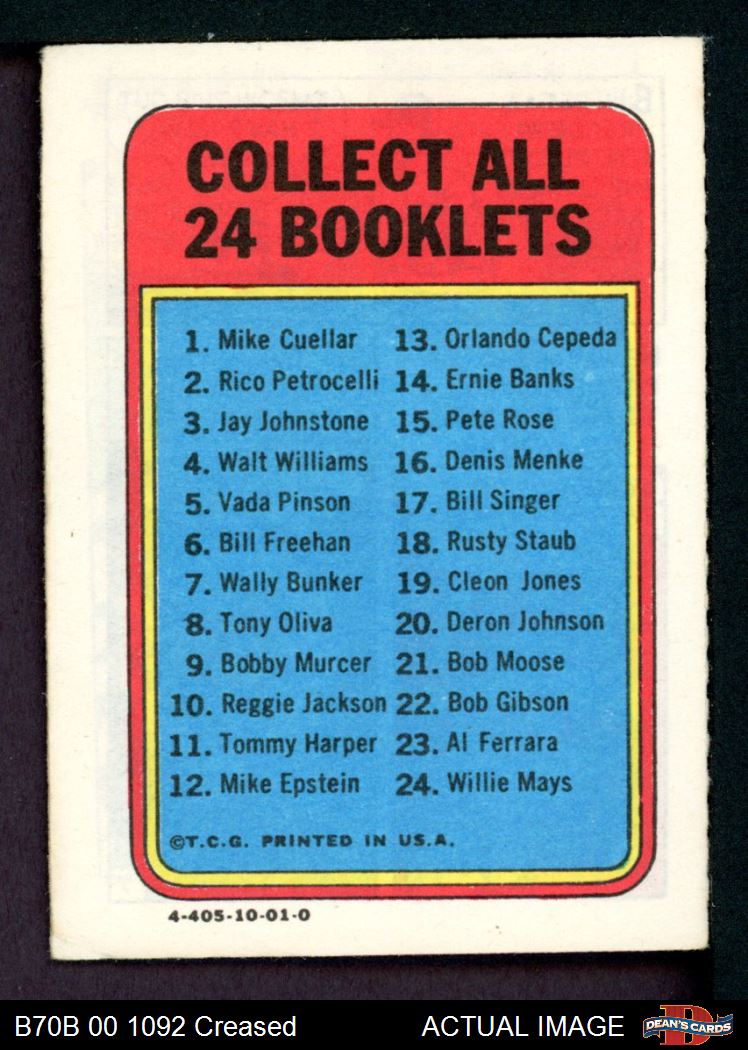 COLLECT ALL
24 BOOKLETS
1. Mike Cuellar
2. Rico Petrocelli
3. Jay Johnstone
4. Walt Williams
5. Vada Pinson
6. Bill Freehan
7. Wally Bunker
8. Tony Oliva
9. Bobby Murcer
10. Reggie Jackson
11. Tommy Harper
12. Mike Epstein
13. Orlando Cepeda
14. Ernie Banks
15. Pete Rose
16. Denis Menke
17. Bill Singer
18. Rusty Staub
19. Cleon Jones
20. Deron Johnson
21. Bob Moose
22. Bob Gibson
23. Al Ferrara
24. Willie Mays
©T.C.G. PRINTED IN U.S.A.
4-405-10-01-0
B70B 00 1092 Creased
ACTUAL IMAGE
DEAN'S CARDS